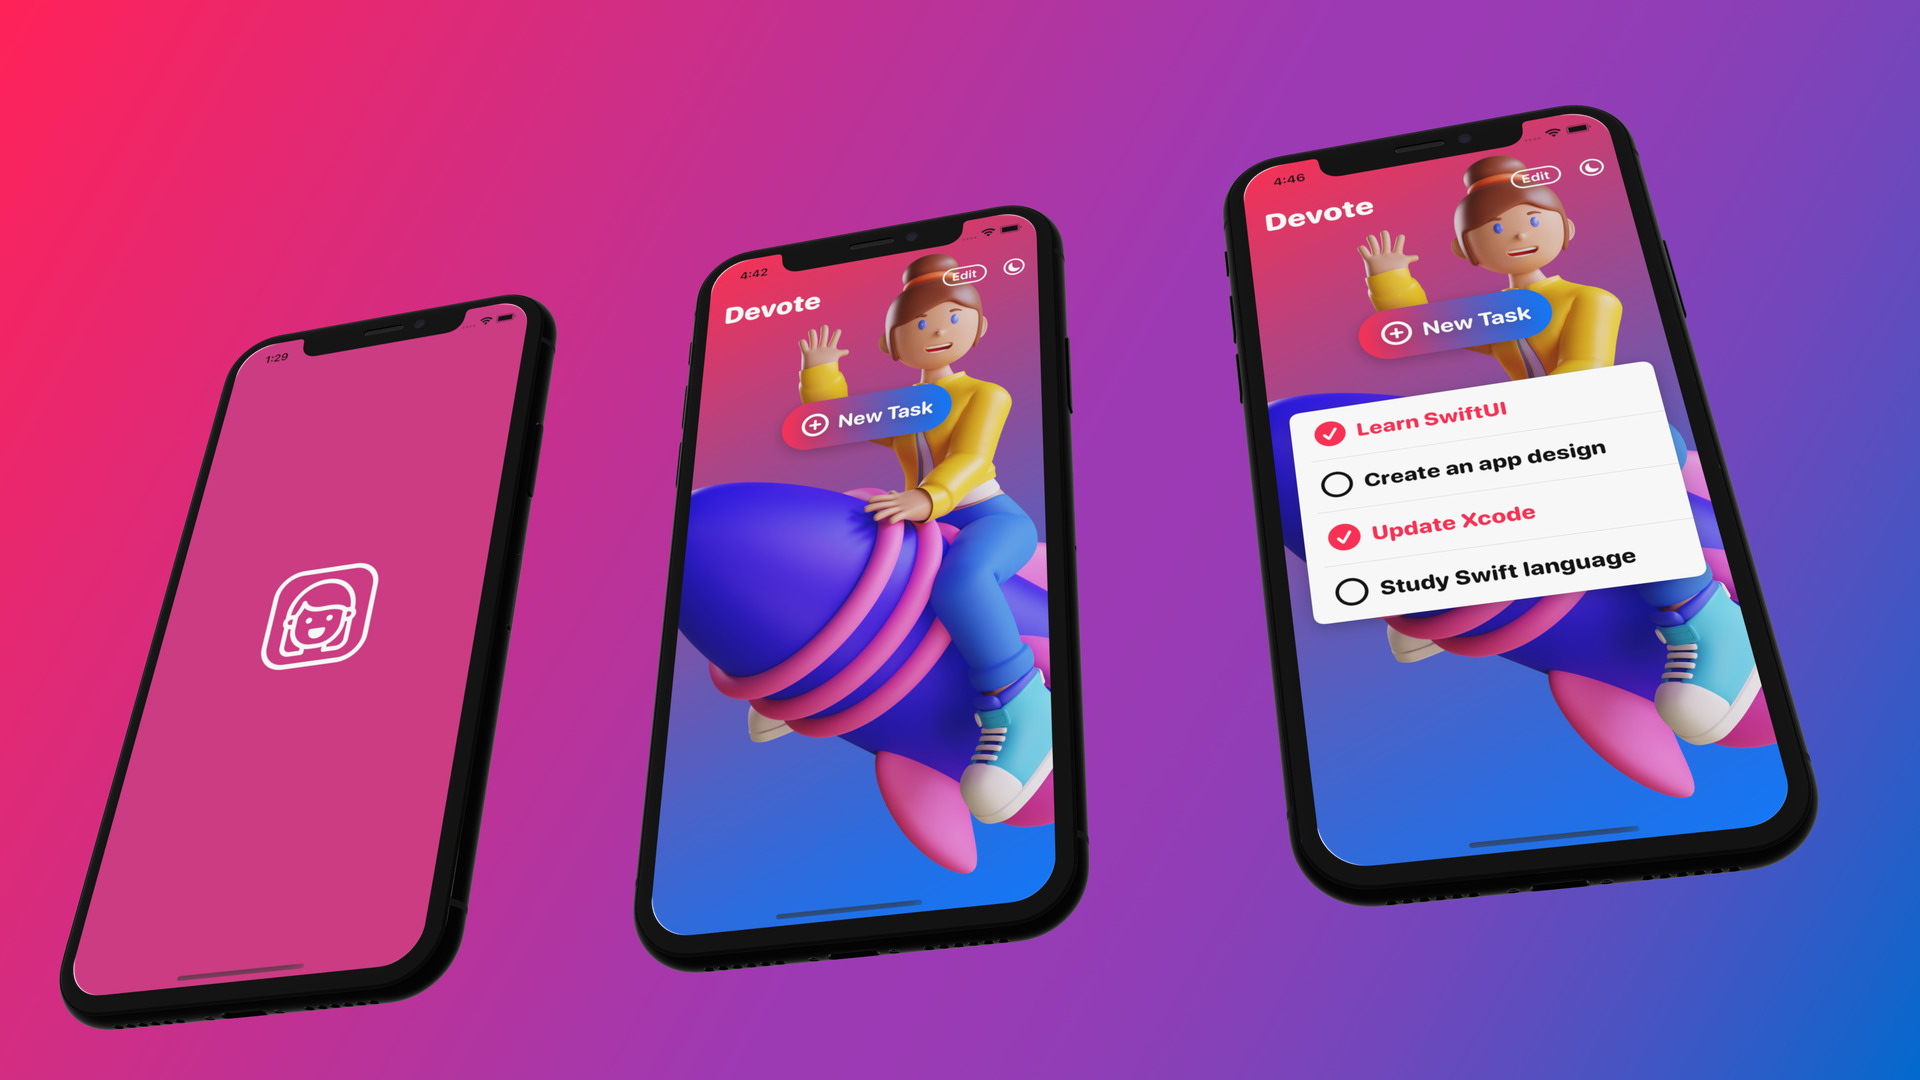 1:29
4:42
Edit
Devote
New Task
4:46
Edit
Devote
New Task
Learn SwiftUI
Create an app design
Update Xcode
Study Swift language